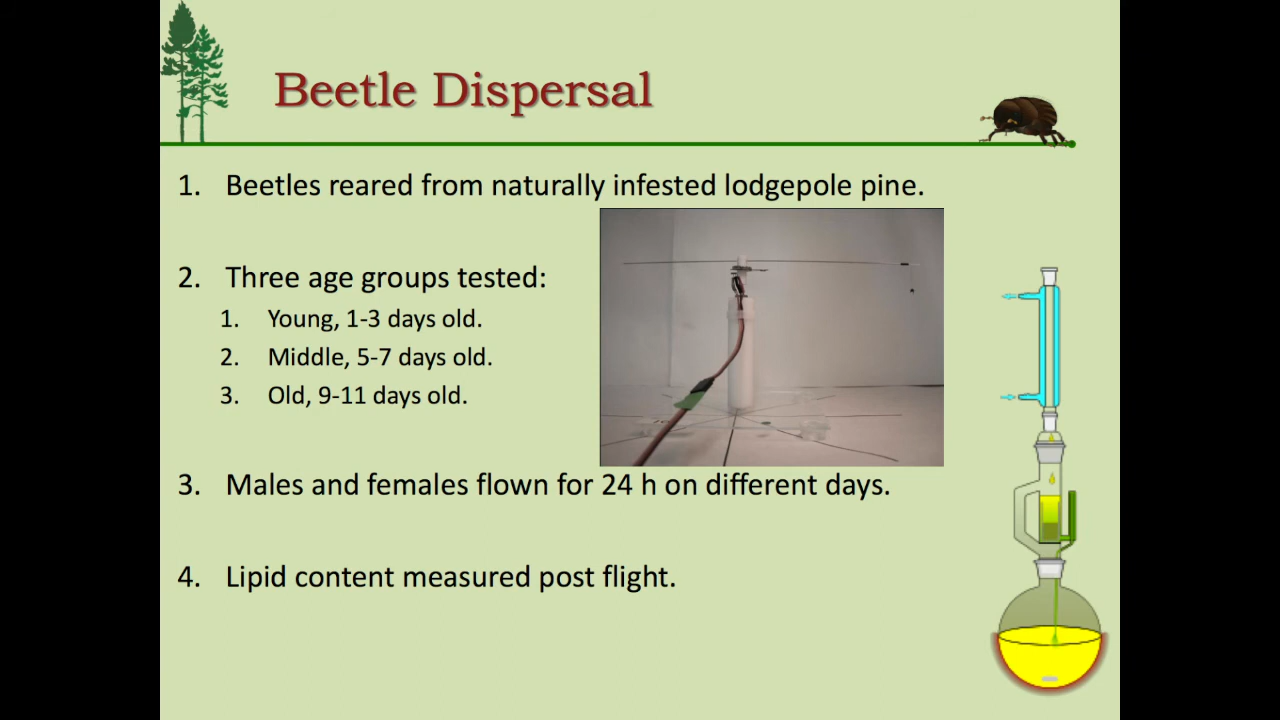 Beetle Dispersal
1. Beetles reared from naturally infested lodgepole pine.
2. Three age groups tested:
1. Young, 1-3 days old.
2. Middle, 5-7 days old.
3. Old, 9-11 days old.
3. Males and females flown for 24 h on different days.
4. Lipid content measured post flight.